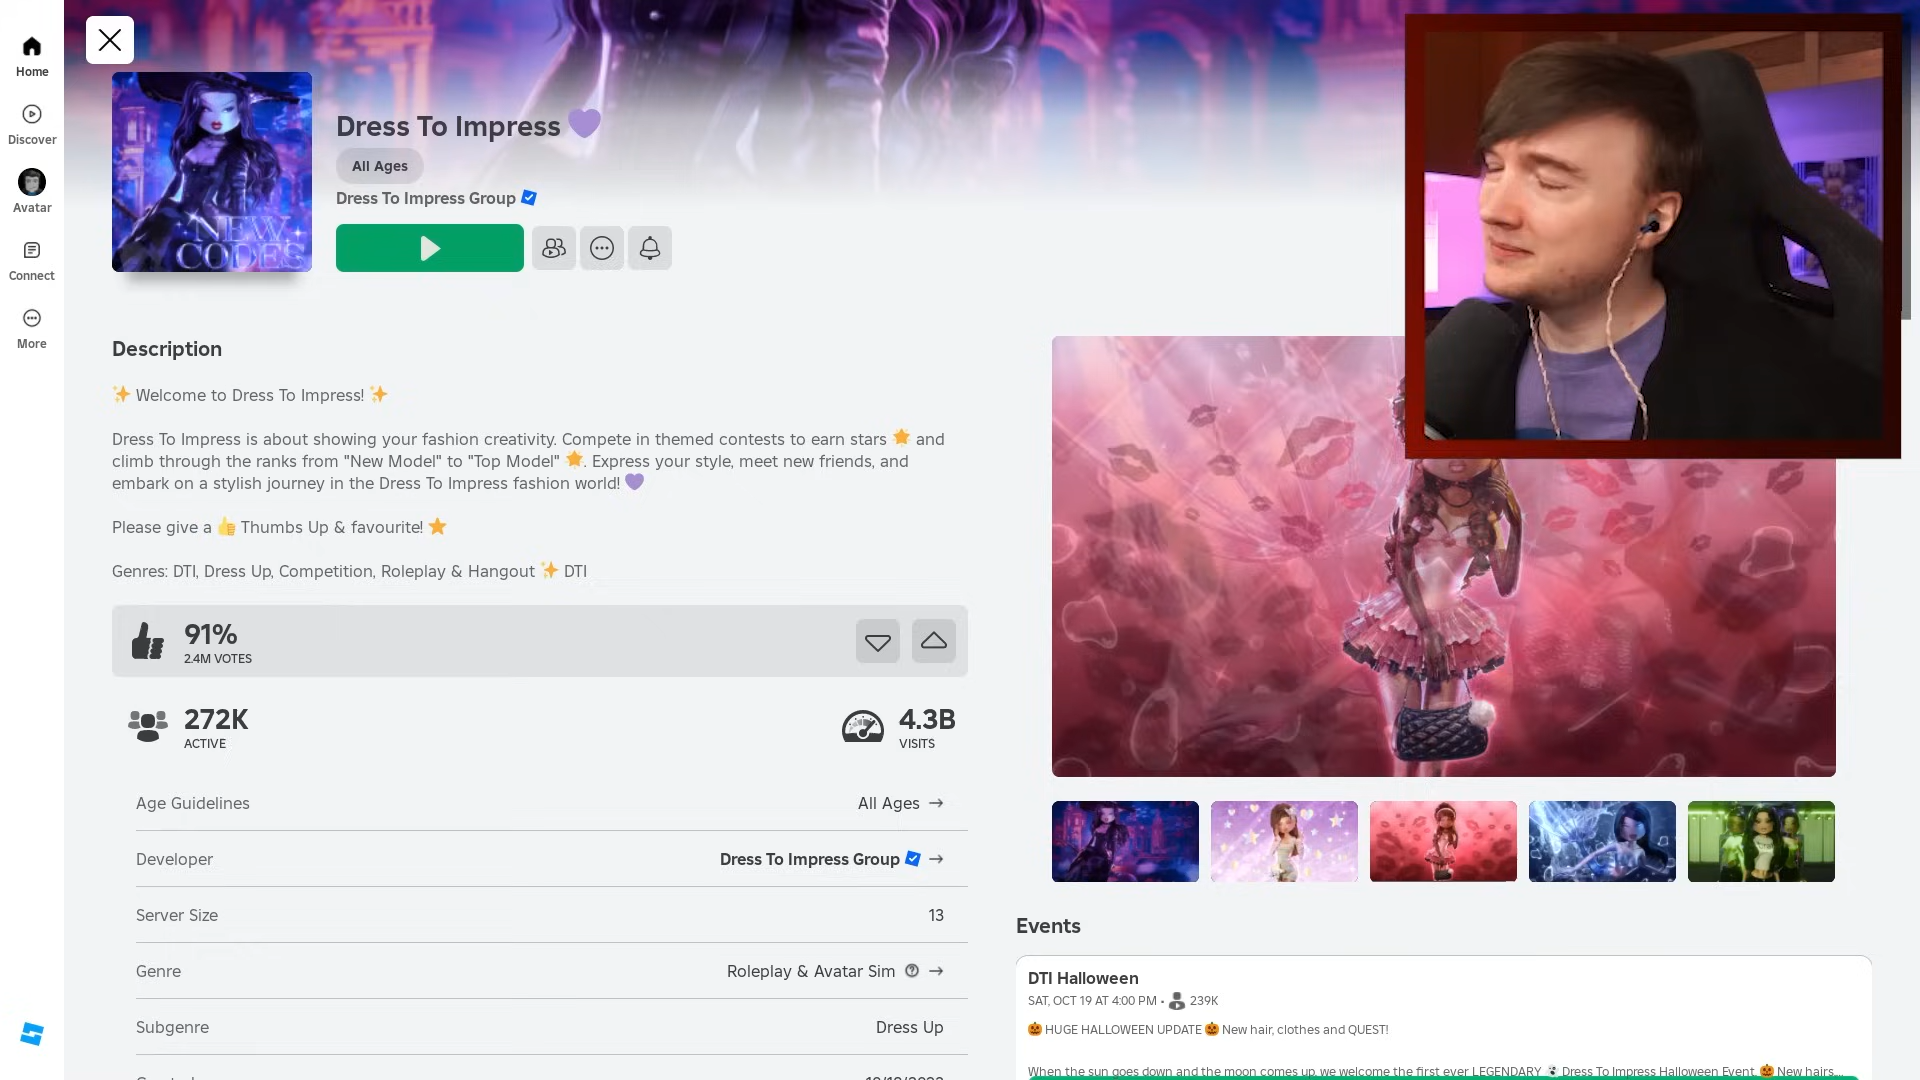 Home
Discover
Avatar
Connect
More
NEW
CODES
Dress To Impress 💜
All Ages
Dress To Impress Group
Description
✨ Welcome to Dress To Impress! ✨
Dress To Impress is about showing your fashion creativity. Compete in themed contests to earn stars 🌟 and
climb through the ranks from "New Model" to "Top Model" 🌟. Express your style, meet new friends, and
embark on a stylish journey in the Dress To Impress fashion world! 💜
Please give a 👍 Thumbs Up & favourite! ⭐
Genres: DTI, Dress Up, Competition, Roleplay & Hangout ✨ DTI
91%
2.4M VOTES
272K
ACTIVE
4.3B
VISITS
Age Guidelines
All Ages
Developer
Dress To Impress Group
Server Size
13
Genre
Roleplay & Avatar Sim
Subgenre
Dress Up
Events
DTI Halloween
SAT, OCT 19 AT 4:00 PM • 239K
🎃 HUGE HALLOWEEN UPDATE 🎃 New hair, clothes and QUEST!
When the sun goes down and the moon comes up, we welcome the first ever LEGENDARY Dress To Impress Halloween Event. 🎃 New hairs...